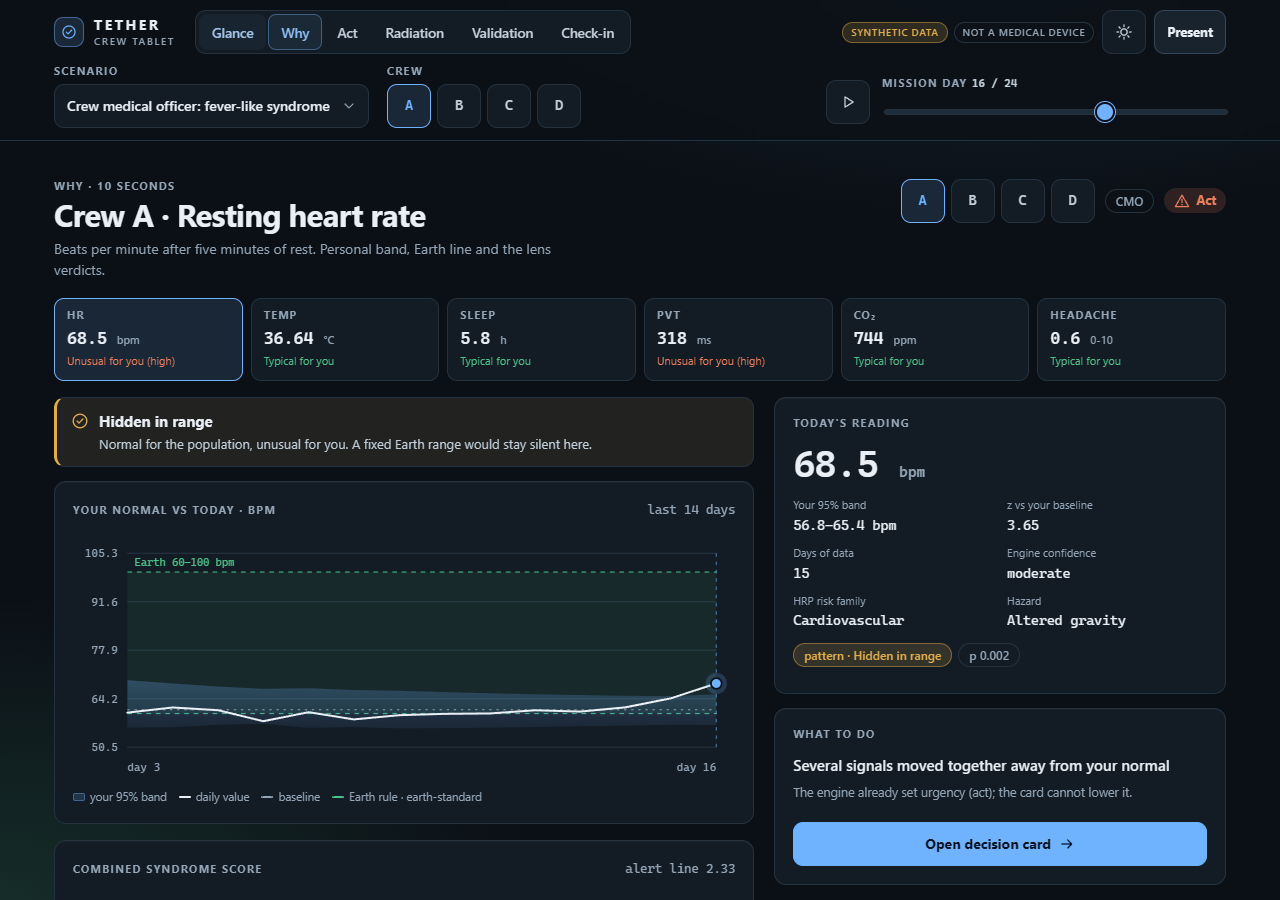 TETHER
CREW TABLET
Glance
Why
Act
Radiation
Validation
Check-in
SYNTHETIC DATA
NOT A MEDICAL DEVICE
Present
SCENARIO
Crew medical officer: fever-like syndrome
CREW
A
B
C
D
MISSION DAY 16 / 24
WHY · 10 SECONDS
Crew A · Resting heart rate
Beats per minute after five minutes of rest. Personal band, Earth line and the lens
verdicts.
A
B
C
D
CMO
Act
HR
68.5 bpm
Unusual for you (high)
TEMP
36.64 °C
Typical for you
SLEEP
5.8 h
Typical for you
PVT
318 ms
Unusual for you (high)
CO₂
744 ppm
Typical for you
HEADACHE
0.6 0-10
Typical for you
Hidden in range
Normal for the population, unusual for you. A fixed Earth range would stay silent here.
YOUR NORMAL VS TODAY · BPM
last 14 days
105.3
Earth 60–100 bpm
91.6
77.9
64.2
50.5
day 3
day 16
your 95% band
daily value
baseline
Earth rule · earth-standard
COMBINED SYNDROME SCORE
alert line 2.33
TODAY'S READING
68.5 bpm
Your 95% band
56.8–65.4 bpm
z vs your baseline
3.65
Days of data
15
Engine confidence
moderate
HRP risk family
Cardiovascular
Hazard
Altered gravity
pattern · Hidden in range
p 0.002
WHAT TO DO
Several signals moved together away from your normal
The engine already set urgency (act); the card cannot lower it.
Open decision card →